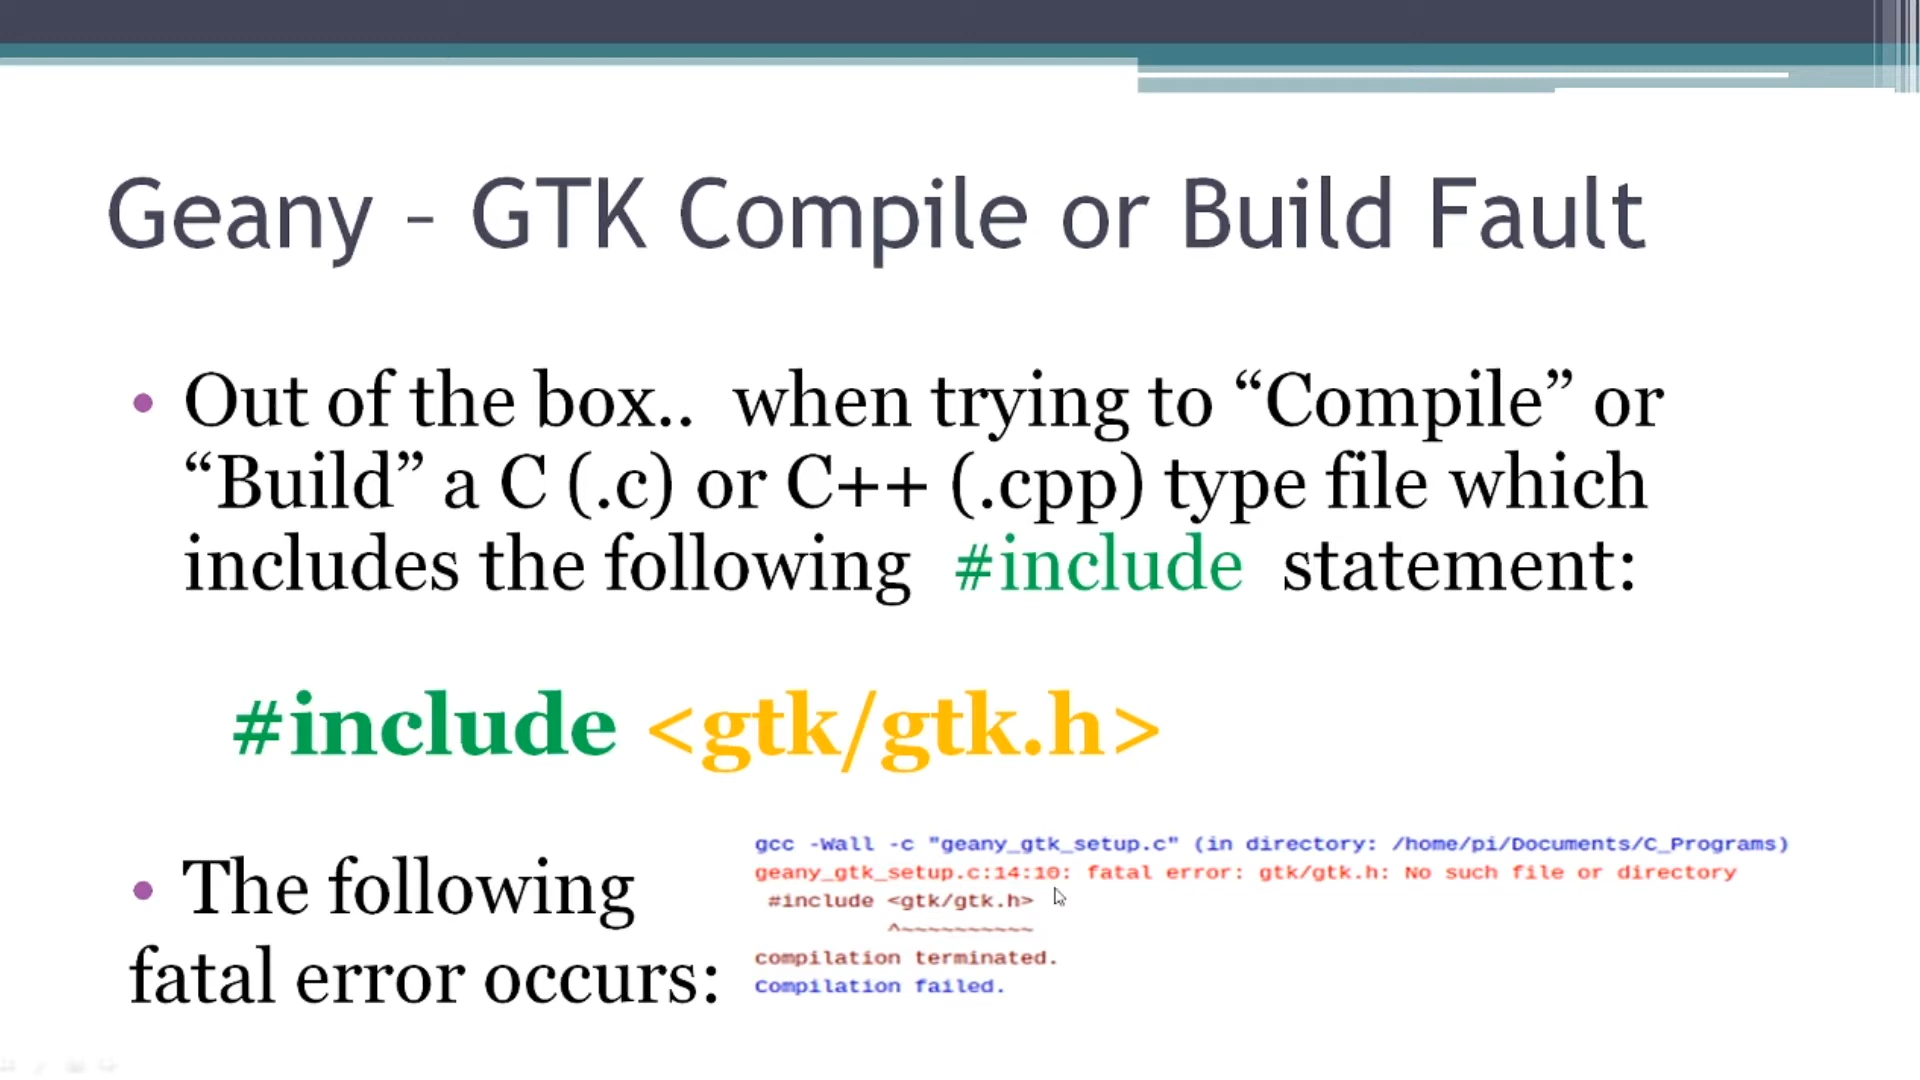 Geany – GTK Compile or Build Fault
• Out of the box..  when trying to “Compile” or
“Build” a C (.c) or C++ (.cpp) type file which
includes the following  #include  statement:
#include <gtk/gtk.h>
• The following
fatal error occurs:
gcc -Wall -c "geany_gtk_setup.c" (in directory: /home/pi/Documents/C_Programs)
geany_gtk_setup.c:14:10: fatal error: gtk/gtk.h: No such file or directory
#include <gtk/gtk.h>
^~~~~~~~~~~
compilation terminated.
Compilation failed.